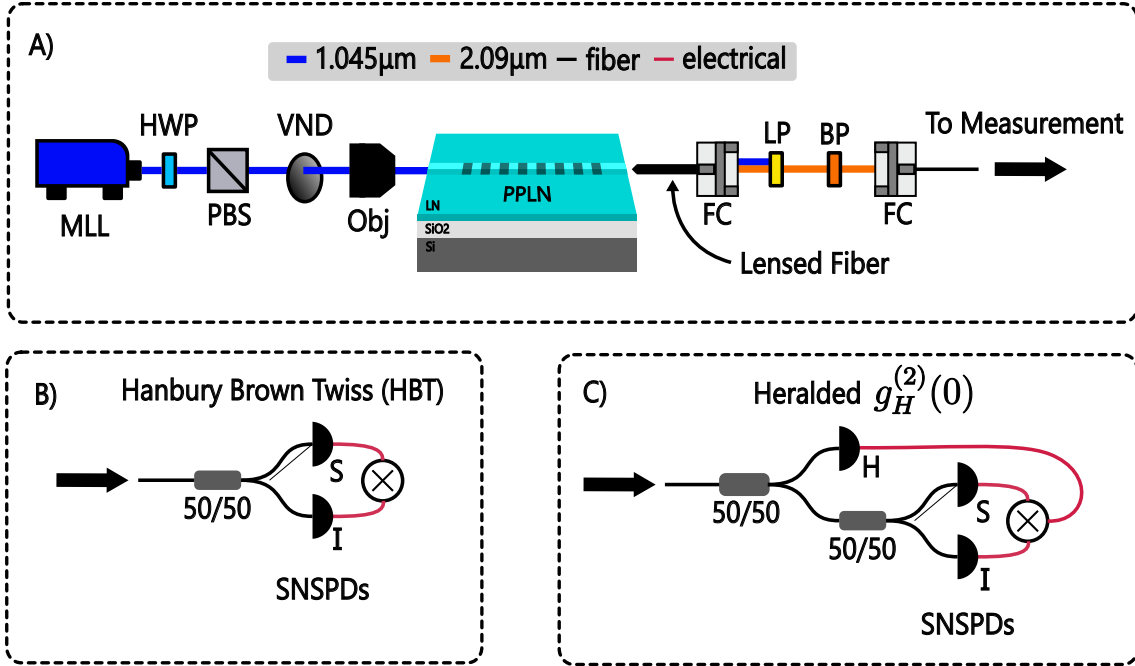 A)
1.045μm 2.09μm fiber electrical
HWP VND LP BP To Measurement
MLL PBS Obj PPLN FC FC
LN
SiO2
Si
Lensed Fiber
B)
Hanbury Brown Twiss (HBT)
S
50/50
I
SNSPDs
C)
Heralded g_H^{(2)}(0)
H
50/50
S
50/50
I
SNSPDs